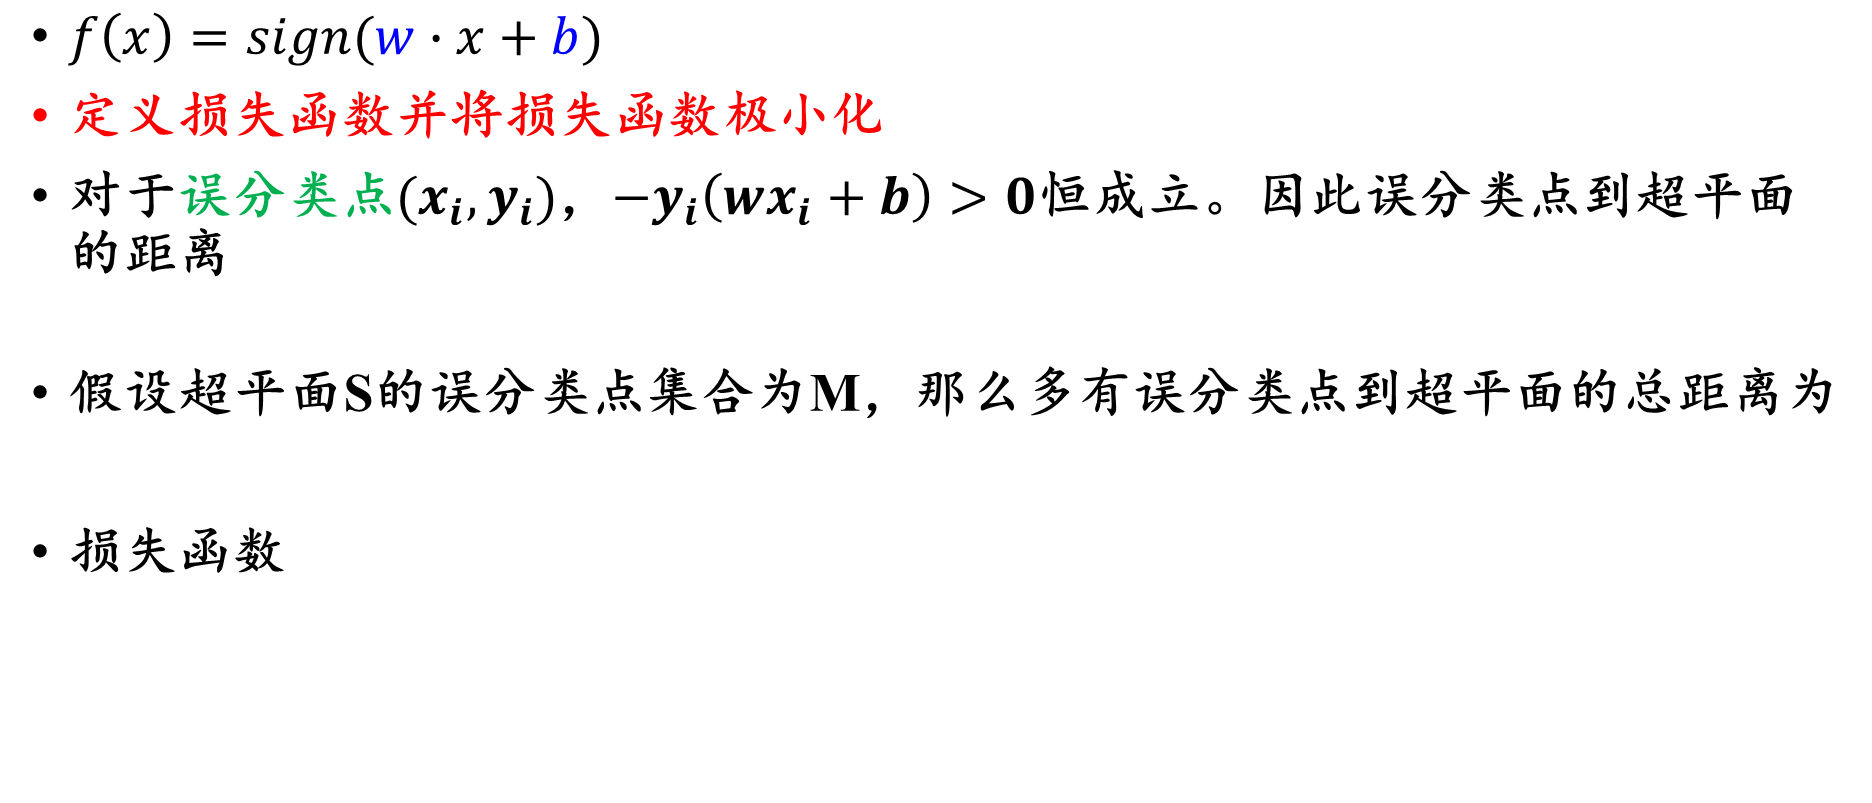 • f(x) = sign(w · x + b)
• 定义损失函数并将损失函数极小化
• 对于误分类点(xᵢ, yᵢ)，−yᵢ(wxᵢ + b) > 0恒成立。因此误分类点到超平面
的距离
• 假设超平面S的误分类点集合为M，那么多有误分类点到超平面的总距离为
• 损失函数